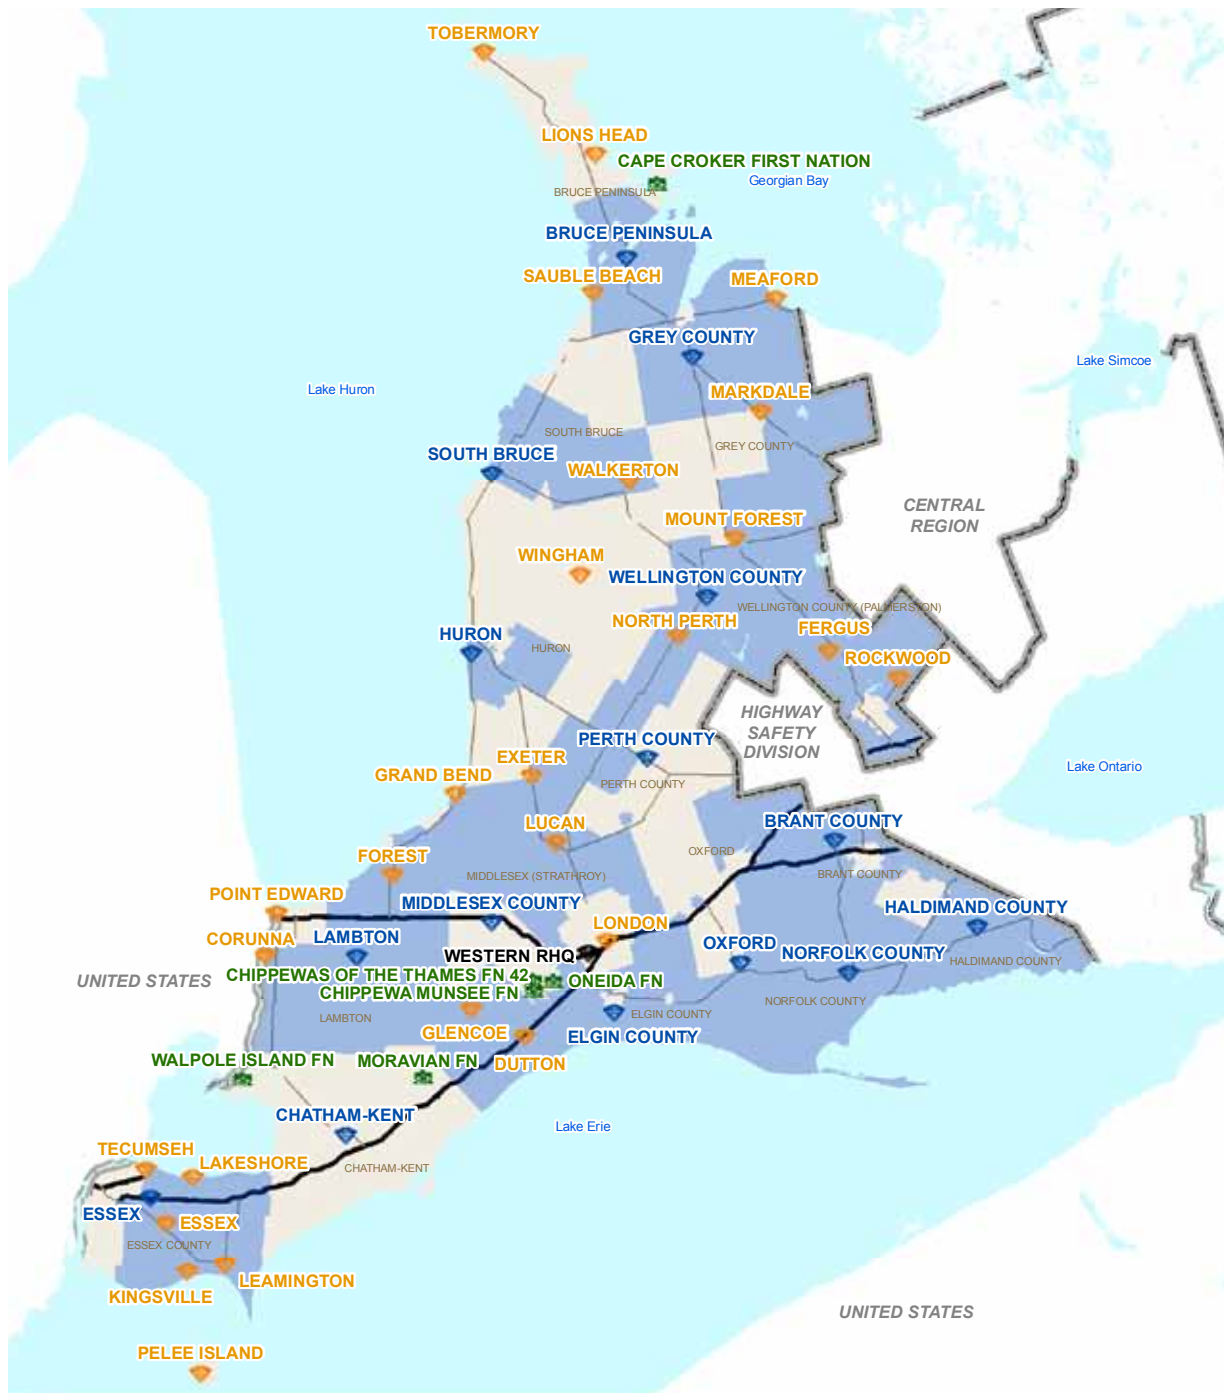 TOBERMORY
LIONS HEAD
CAPE CROKER FIRST NATION
Georgian Bay
BRUCE PENINSULA
BRUCE PENINSULA
SAUBLE BEACH
MEAFORD
GREY COUNTY
Lake Simcoe
Lake Huron
MARKDALE
SOUTH BRUCE
GREY COUNTY
SOUTH BRUCE
WALKERTON
CENTRAL
REGION
MOUNT FOREST
WINGHAM
WELLINGTON COUNTY
WELLINGTON COUNTY (PALMERSTON)
NORTH PERTH
FERGUS
HURON
HURON
ROCKWOOD
HIGHWAY
SAFETY
DIVISION
PERTH COUNTY
EXETER
Lake Ontario
GRAND BEND
PERTH COUNTY
LUCAN
BRANT COUNTY
OXFORD
FOREST
MIDDLESEX (STRATHROY)
BRANT COUNTY
POINT EDWARD
MIDDLESEX COUNTY
HALDIMAND COUNTY
LONDON
CORUNNA
LAMBTON
OXFORD
WESTERN RHQ
NORFOLK COUNTY
HALDIMAND COUNTY
CHIPPEWAS OF THE THAMES FN 42
UNITED STATES
ONEIDA FN
CHIPPEWA MUNSEE FN
NORFOLK COUNTY
LAMBTON
ELGIN COUNTY
GLENCOE
ELGIN COUNTY
WALPOLE ISLAND FN
MORAVIAN FN
DUTTON
CHATHAM-KENT
Lake Erie
TECUMSEH
LAKESHORE
CHATHAM-KENT
ESSEX
ESSEX
ESSEX COUNTY
LEAMINGTON
KINGSVILLE
UNITED STATES
PELEE ISLAND